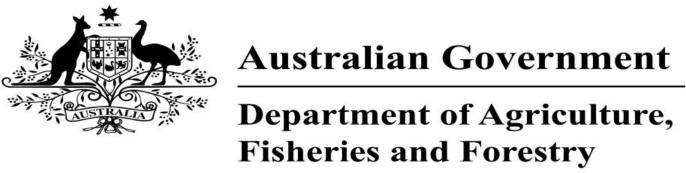 Australian Government
Department of Agriculture,
Fisheries and Forestry
AUSTRALIA